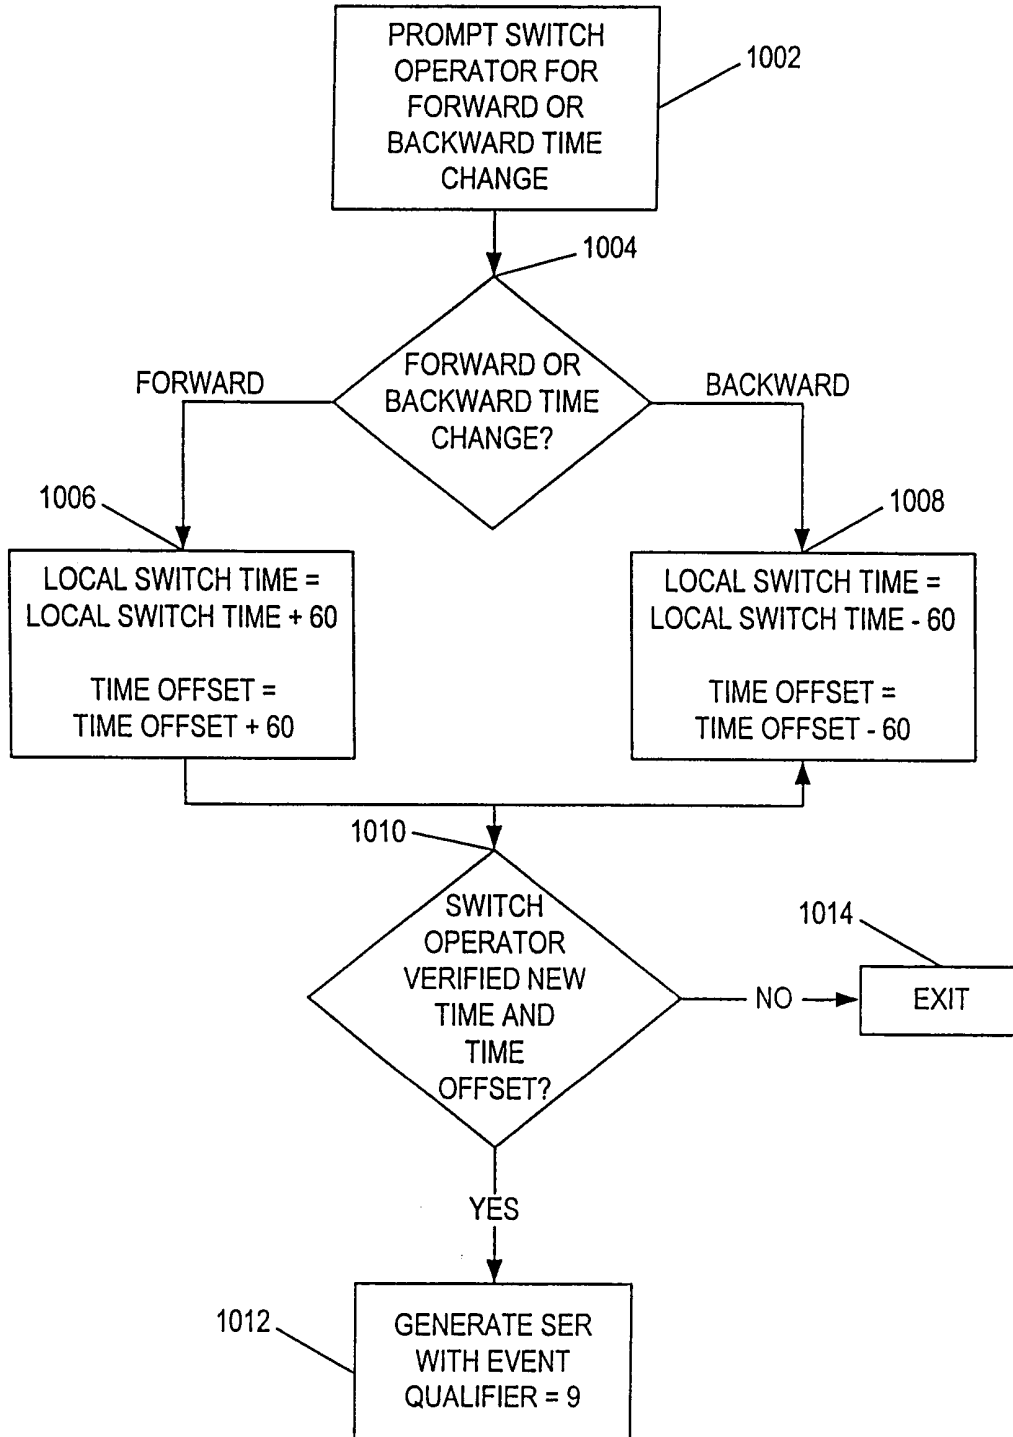 PROMPT SWITCH
OPERATOR FOR
FORWARD OR
BACKWARD TIME
CHANGE
1002
1004
FORWARD OR
BACKWARD TIME
CHANGE?
FORWARD
BACKWARD
1006
1008
LOCAL SWITCH TIME =
LOCAL SWITCH TIME + 60
TIME OFFSET =
TIME OFFSET + 60
LOCAL SWITCH TIME =
LOCAL SWITCH TIME - 60
TIME OFFSET =
TIME OFFSET - 60
1010
SWITCH
OPERATOR
VERIFIED NEW
TIME AND
TIME
OFFSET?
NO
1014
EXIT
YES
1012
GENERATE SER
WITH EVENT
QUALIFIER = 9